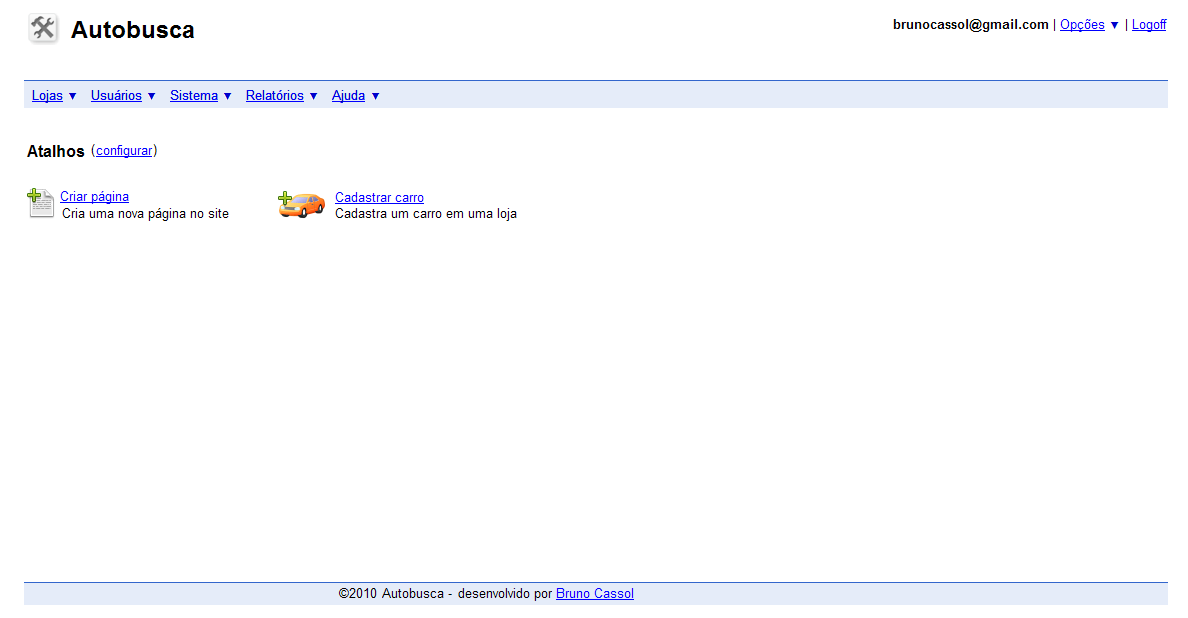 Autobusca
brunocassol@gmail.com | Opções ▼ | Logoff
Lojas ▼ Usuários ▼ Sistema ▼ Relatórios ▼ Ajuda ▼
Atalhos (configurar)
Criar página
Cria uma nova página no site
Cadastrar carro
Cadastra um carro em uma loja
©2010 Autobusca - desenvolvido por Bruno Cassol